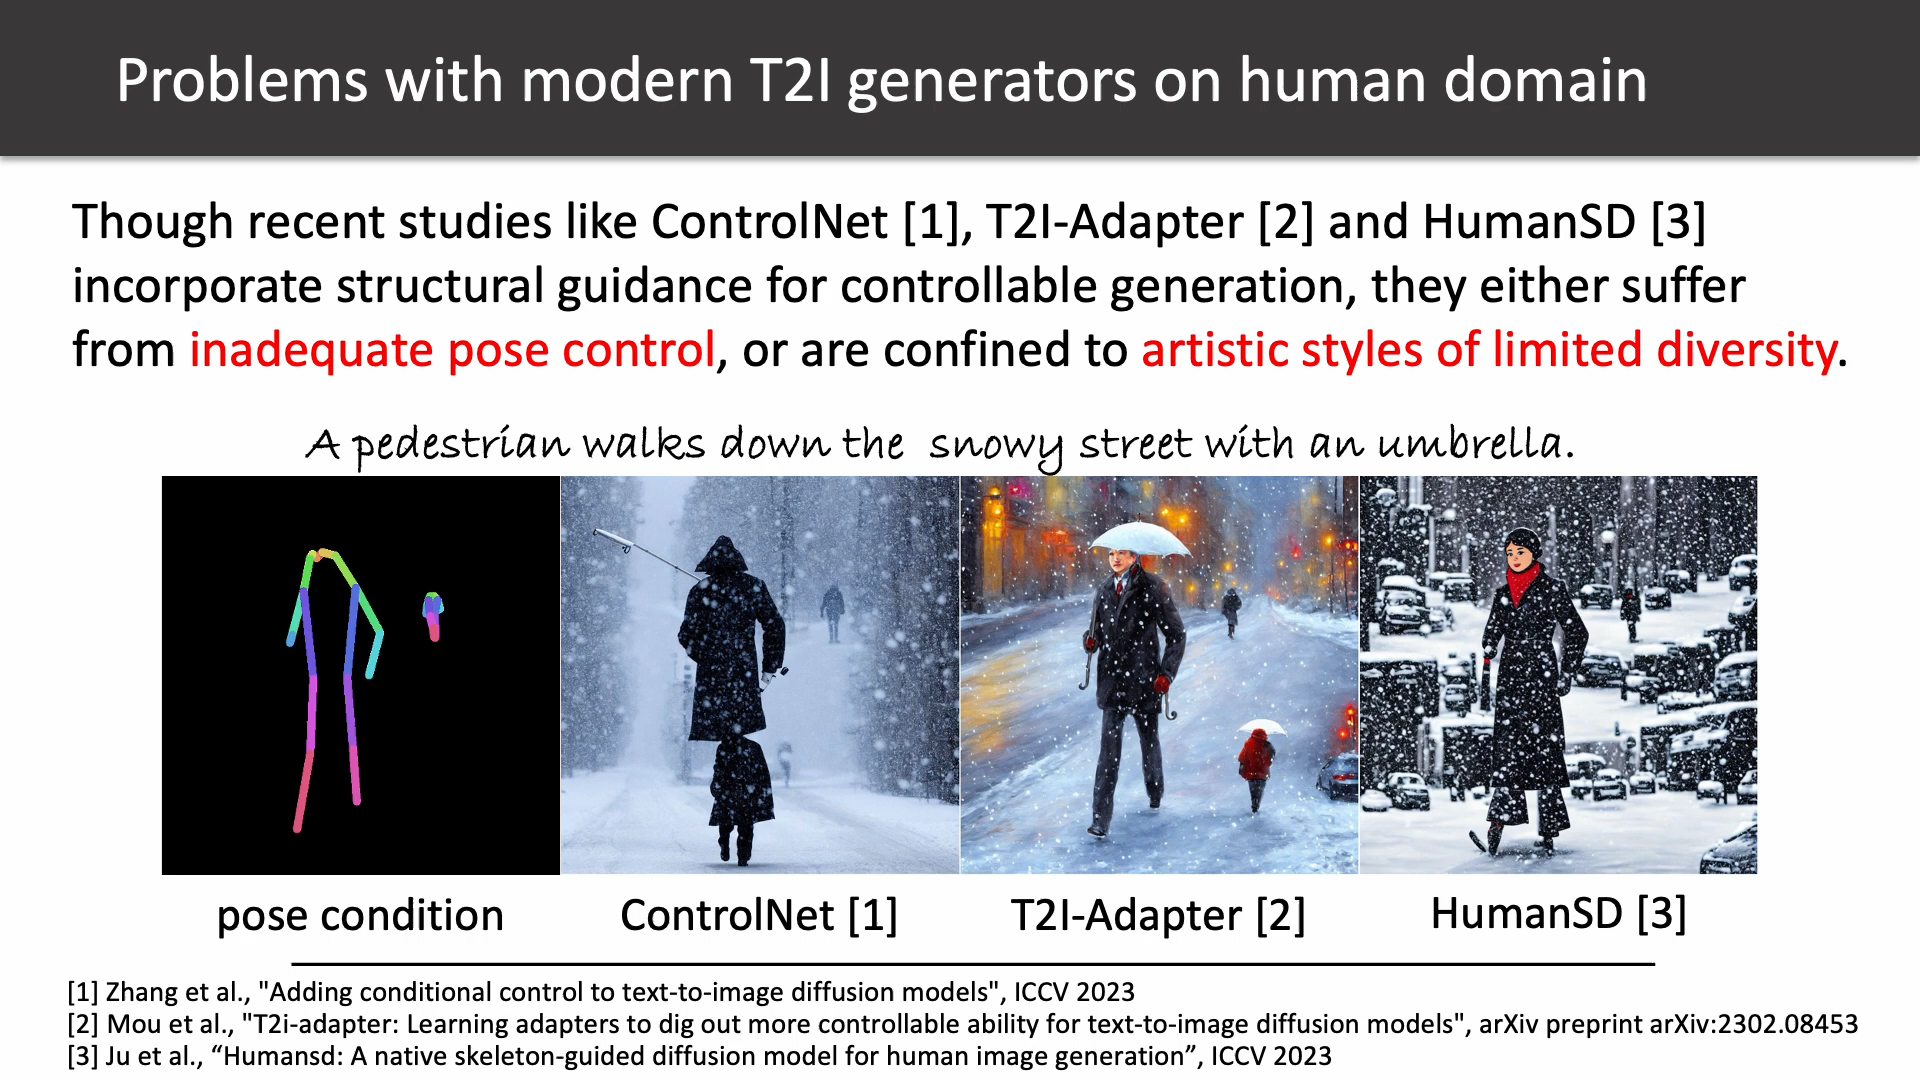 Problems with modern T2I generators on human domain
Though recent studies like ControlNet [1], T2I-Adapter [2] and HumanSD [3]
incorporate structural guidance for controllable generation, they either suffer
from inadequate pose control, or are confined to artistic styles of limited diversity.
A pedestrian walks down the snowy street with an umbrella.
pose condition
ControlNet [1]
T2I-Adapter [2]
HumanSD [3]
[1] Zhang et al., "Adding conditional control to text-to-image diffusion models", ICCV 2023
[2] Mou et al., "T2i-adapter: Learning adapters to dig out more controllable ability for text-to-image diffusion models", arXiv preprint arXiv:2302.08453
[3] Ju et al., “Humansd: A native skeleton-guided diffusion model for human image generation”, ICCV 2023